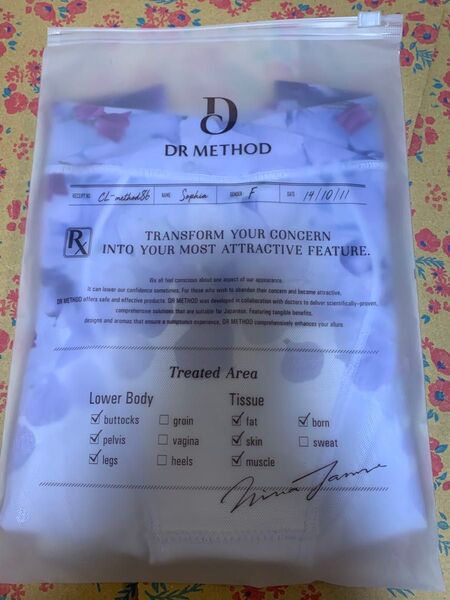 DR METHOD
RECEIPT NO. CL-method86 NAME Sophia GENDER F DATE 14/10/11
Rx TRANSFORM YOUR CONCERN
INTO YOUR MOST ATTRACTIVE FEATURE.
We all feel conscious about one aspect of our appearance.
It can lower our confidence sometimes. For those who wish to abandon their concern and become attractive.
DR METHOD offers safe and effective products. DR METHOD was developed in collaboration with doctors to deliver scientifically-proven,
comprehensive solutions that are suitable for Japanese. Featuring tangible benefits,
designs and aromas that ensure a sumptuous experience, DR METHOD comprehensively enhances your allure.
Treated Area
Lower Body Tissue
buttocks groin fat born
pelvis vagina skin sweat
legs heels muscle